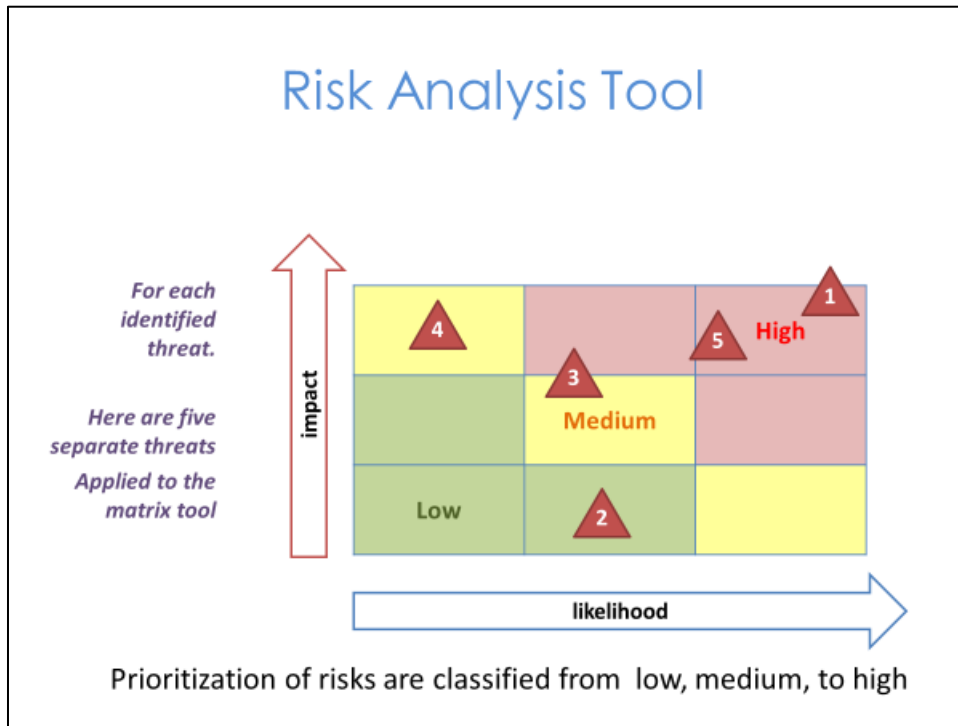 Risk Analysis Tool
For each
identified
threat.
Here are five
separate threats
Applied to the
matrix tool
impact
4
1
5
High
3
Medium
Low
2
likelihood
Prioritization of risks are classified from  low, medium, to high